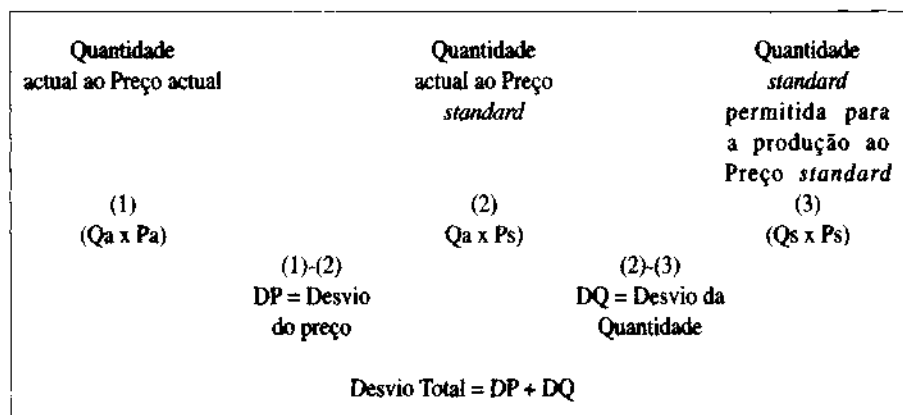 Quantidade
actual ao Preço actual
Quantidade
actual ao Preço
standard
Quantidade
standard
permitida para
a produção ao
Preço standard
(1)
(Qa x Pa)
(2)
Qa x Ps)
(3)
(Qs x Ps)
(1)-(2)
DP = Desvio
do preço
(2)-(3)
DQ = Desvio da
Quantidade
Desvio Total = DP + DQ